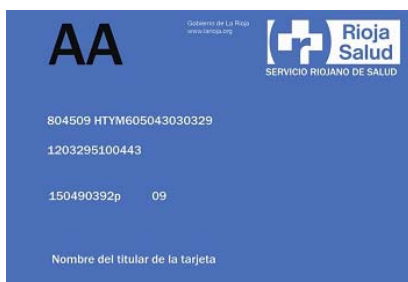 AA
Gobierno de La Rioja
www.larioja.org
Rioja
Salud
SERVICIO RIOJANO DE SALUD
804509 HTYM605043030329
1203295100443
150490392p 09
Nombre del titular de la tarjeta